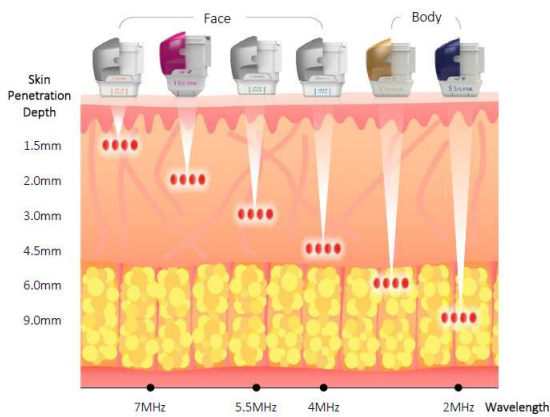 Face
Body
Skin
Penetration
Depth
1.5mm
2.0mm
3.0mm
4.5mm
6.0mm
9.0mm
7MHz
5.5MHz
4MHz
2MHz
Wavelength